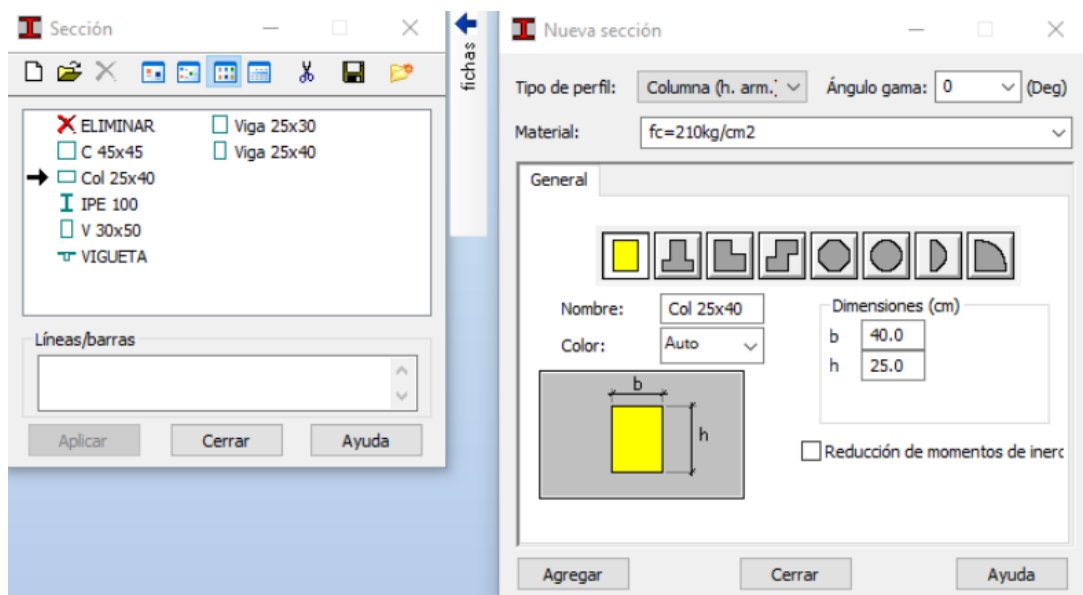 Sección
ELIMINAR
C 45x45
Col 25x40
IPE 100
V 30x50
VIGUETA
Viga 25x30
Viga 25x40
Líneas/barras
Aplicar
Cerrar
Ayuda
fichas
Nueva sección
Tipo de perfil: Columna (h. arm.) Ángulo gama: 0 (Deg)
Material: fc=210kg/cm2
General
Nombre: Col 25x40
Color: Auto
Dimensiones (cm)
b 40.0
h 25.0
b
h
Reducción de momentos de inerc
Agregar
Cerrar
Ayuda